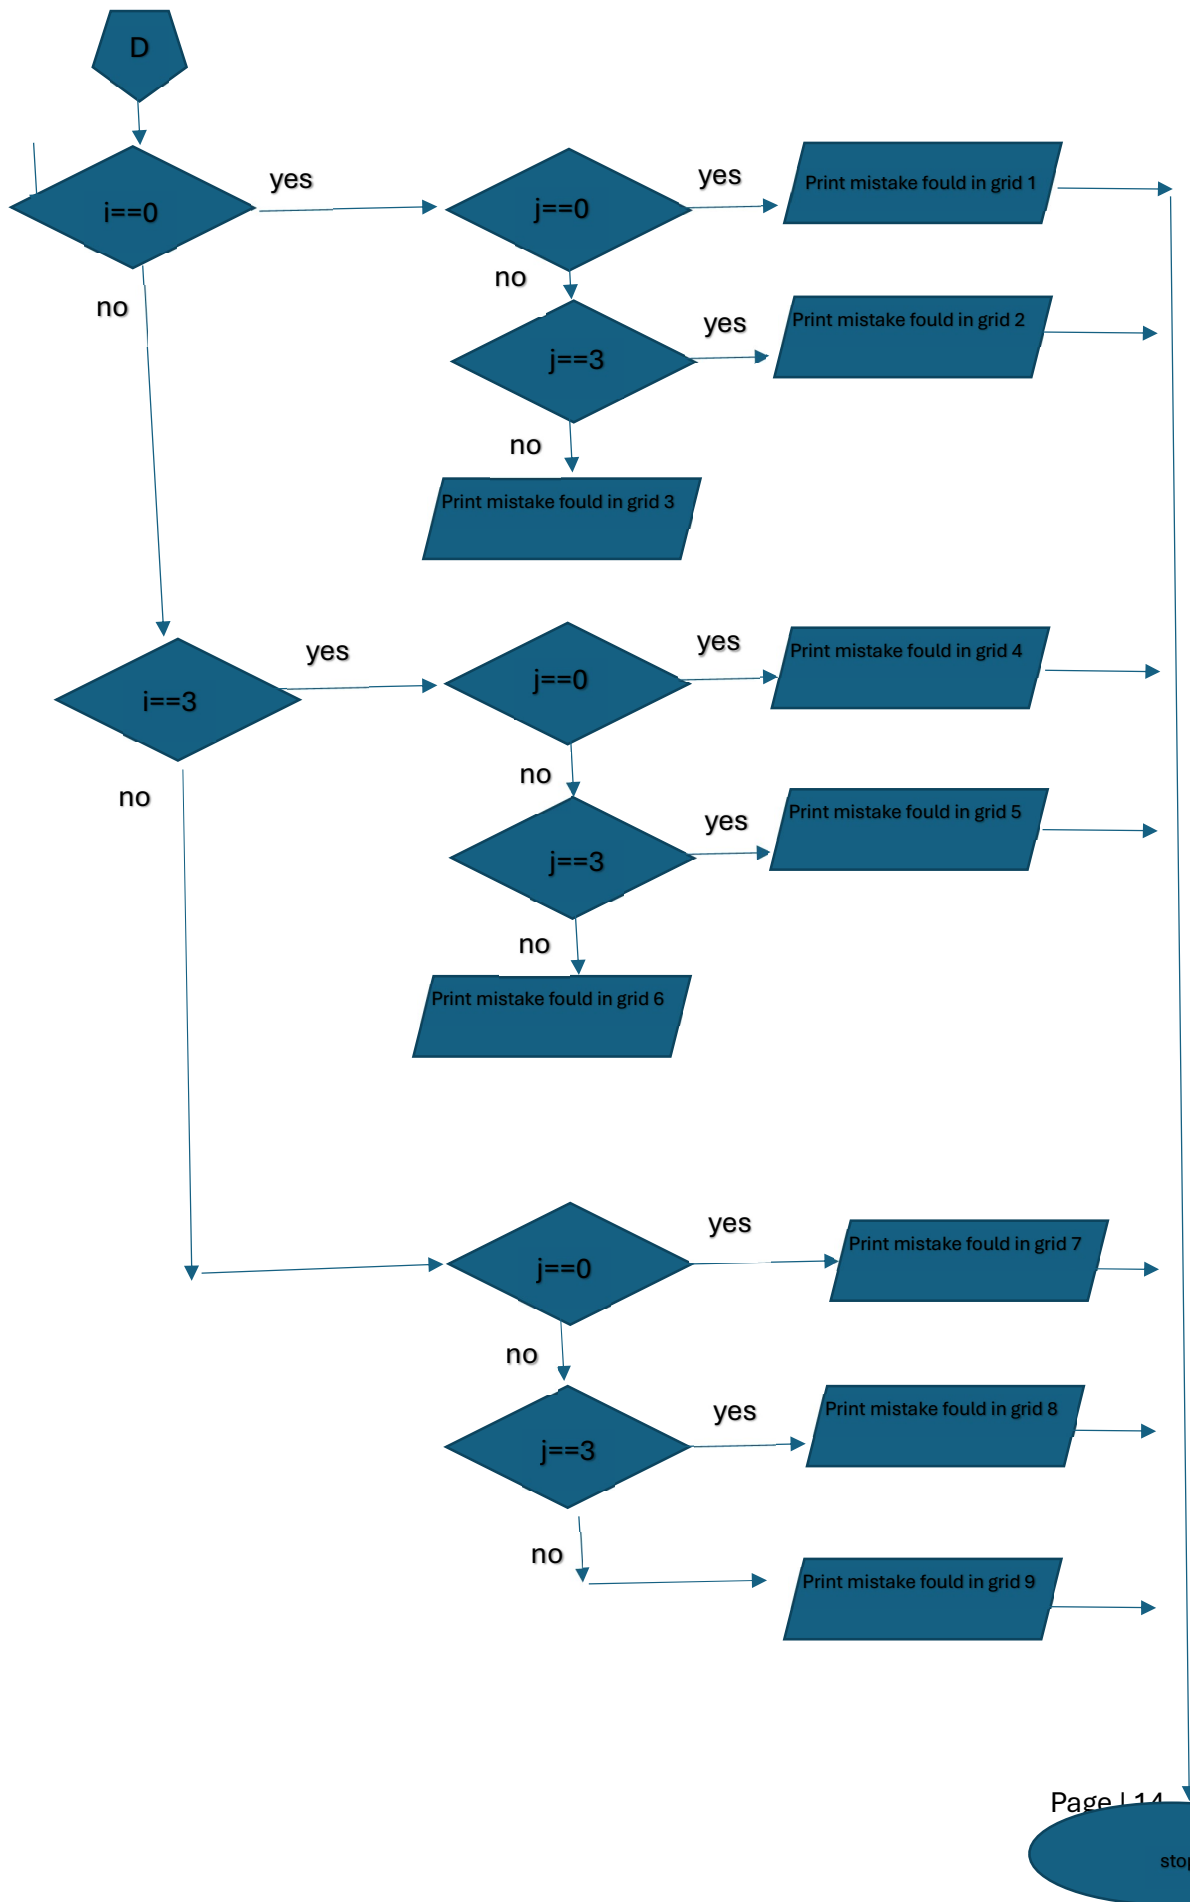 D
i==0
yes
j==0
yes
Print mistake fould in grid 1
no
no
j==3
yes
Print mistake fould in grid 2
no
Print mistake fould in grid 3
i==3
yes
j==0
yes
Print mistake fould in grid 4
no
no
j==3
yes
Print mistake fould in grid 5
no
Print mistake fould in grid 6
j==0
yes
Print mistake fould in grid 7
no
j==3
yes
Print mistake fould in grid 8
no
Print mistake fould in grid 9
Page | 14
stop